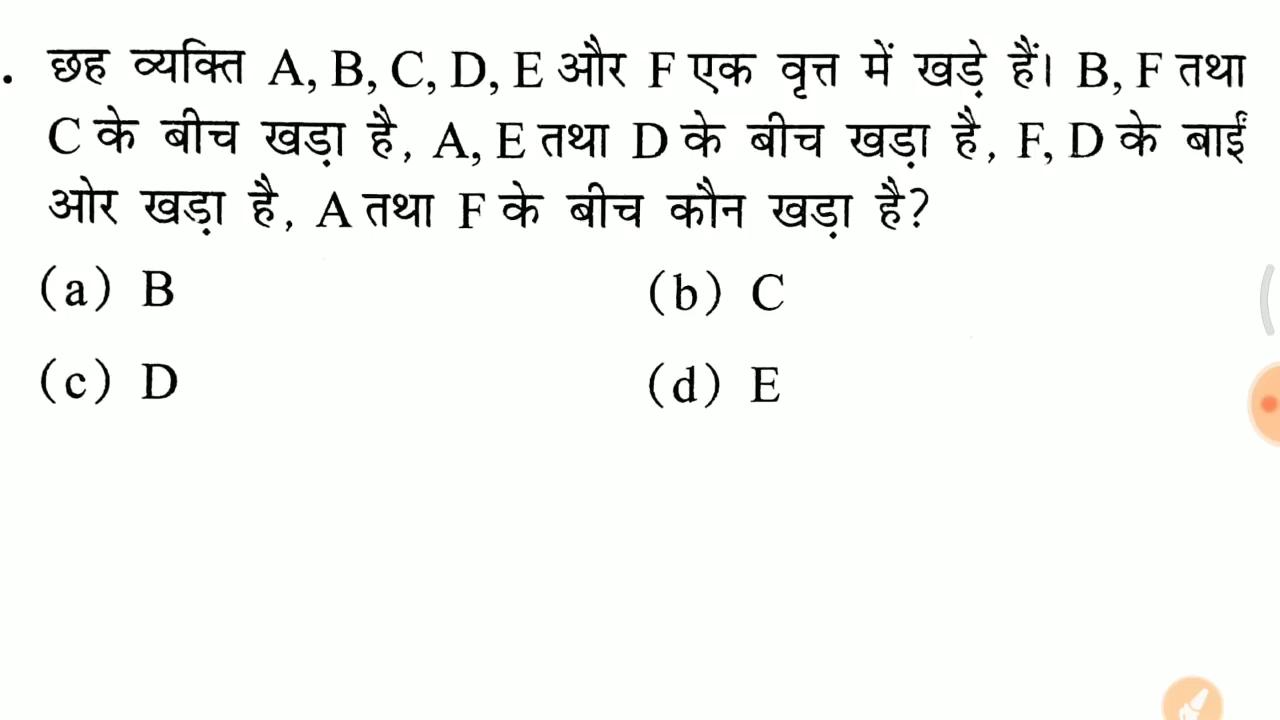 . छह व्यक्ति A, B, C, D, E और F एक वृत्त में खड़े हैं। B, F तथा
C के बीच खड़ा है, A, E तथा D के बीच खड़ा है, F, D के बाईं
ओर खड़ा है, A तथा F के बीच कौन खड़ा है?
(a) B (b) C
(c) D (d) E